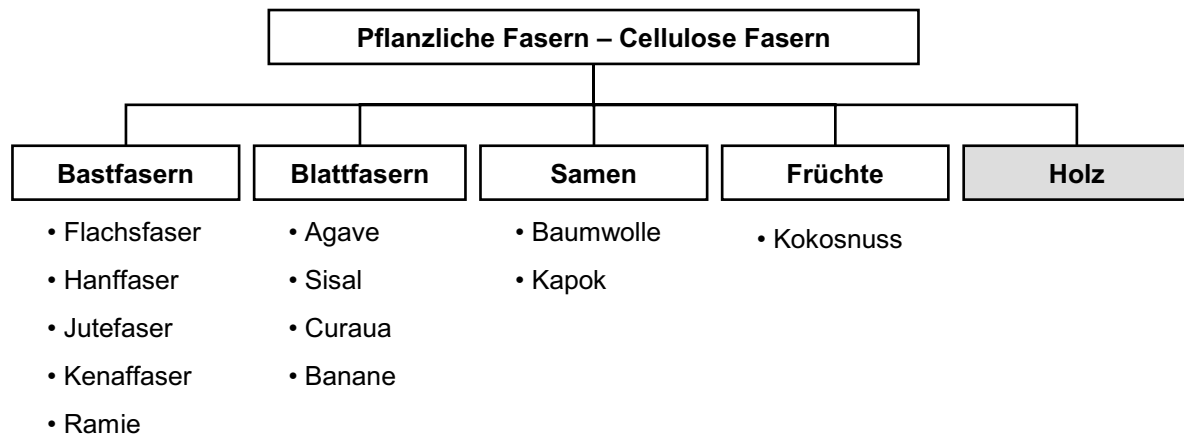 Pflanzliche Fasern – Cellulose Fasern
Bastfasern
• Flachsfaser
• Hanffaser
• Jutefaser
• Kenaffaser
• Ramie
Blattfasern
• Agave
• Sisal
• Curaua
• Banane
Samen
• Baumwolle
• Kapok
Früchte
• Kokosnuss
Holz